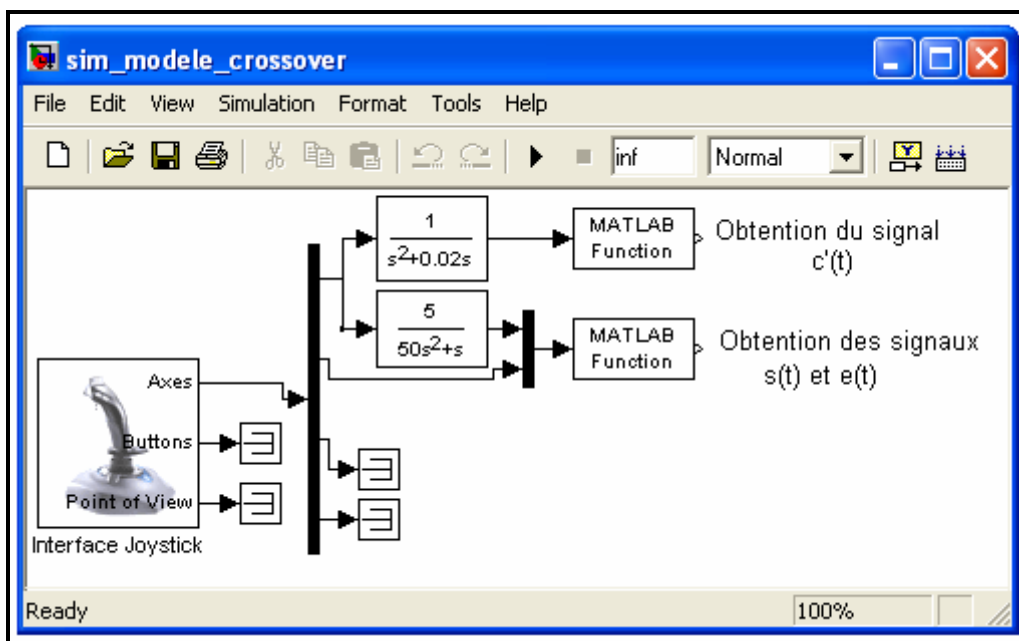 sim_modele_crossover
File Edit View Simulation Format Tools Help
inf Normal
1
s²+0.02s
MATLAB
Function
Obtention du signal
c'(t)
5
50s²+s
MATLAB
Function
Obtention des signaux
s(t) et e(t)
Axes
Buttons
Point of View
Interface Joystick
Ready 100%